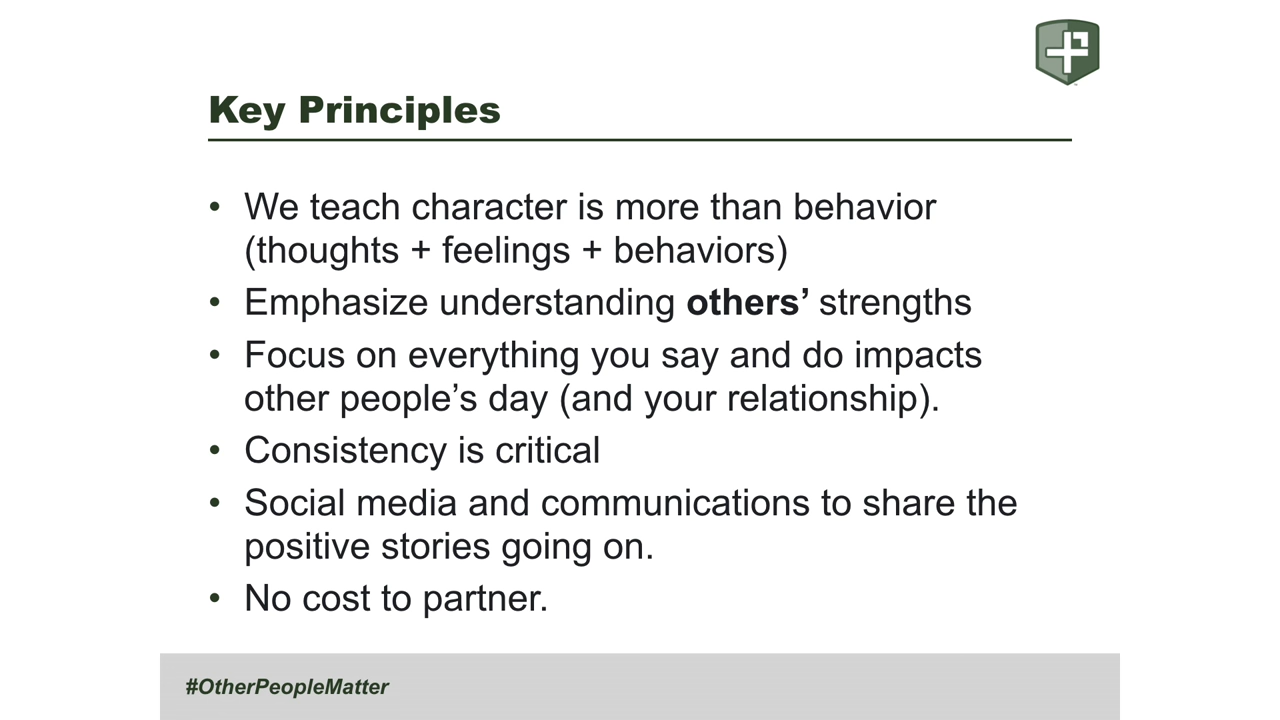 Key Principles
• We teach character is more than behavior
(thoughts + feelings + behaviors)
• Emphasize understanding others’ strengths
• Focus on everything you say and do impacts
other people’s day (and your relationship).
• Consistency is critical
• Social media and communications to share the
positive stories going on.
• No cost to partner.
#OtherPeopleMatter